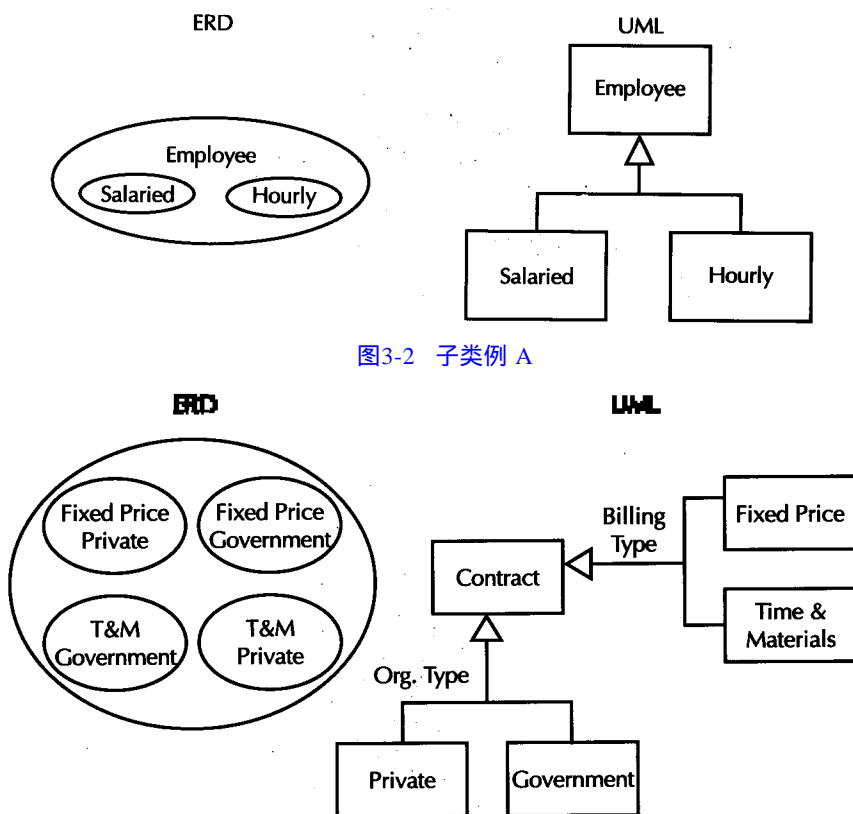 ERD
UML
Employee
Salaried
Hourly
Employee
Salaried
Hourly
图3-2 子类例 A
ERD
UML
Fixed Price
Private
Fixed Price
Government
T&M
Government
T&M
Private
Contract
Billing
Type
Fixed Price
Time &
Materials
Org. Type
Private
Government